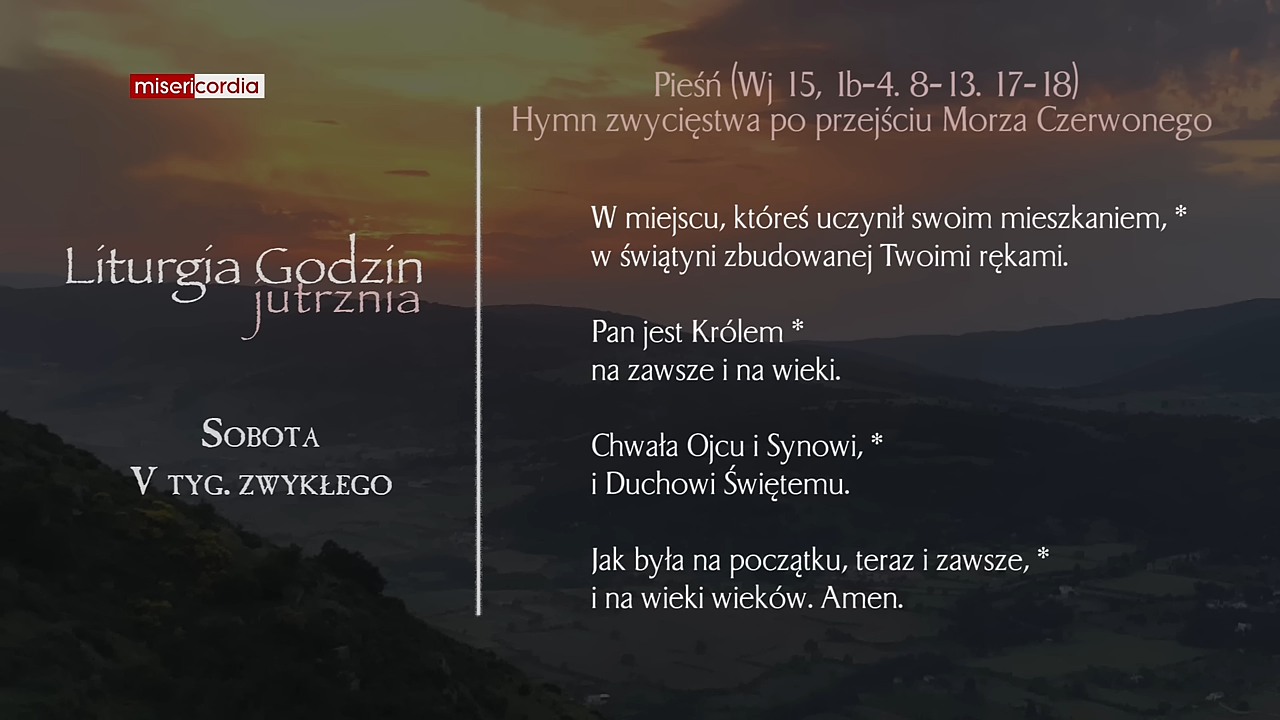 misericordia
Liturgia Godzin
jutrznia
Sobota
V tyg. zwykłego
Pieśń (Wj 15, 1b-4. 8-13. 17-18)
Hymn zwycięstwa po przejściu Morza Czerwonego
W miejscu, któreś uczynił swoim mieszkaniem, *
w świątyni zbudowanej Twoimi rękami.
Pan jest Królem *
na zawsze i na wieki.
Chwała Ojcu i Synowi, *
i Duchowi Świętemu.
Jak była na początku, teraz i zawsze, *
i na wieki wieków. Amen.